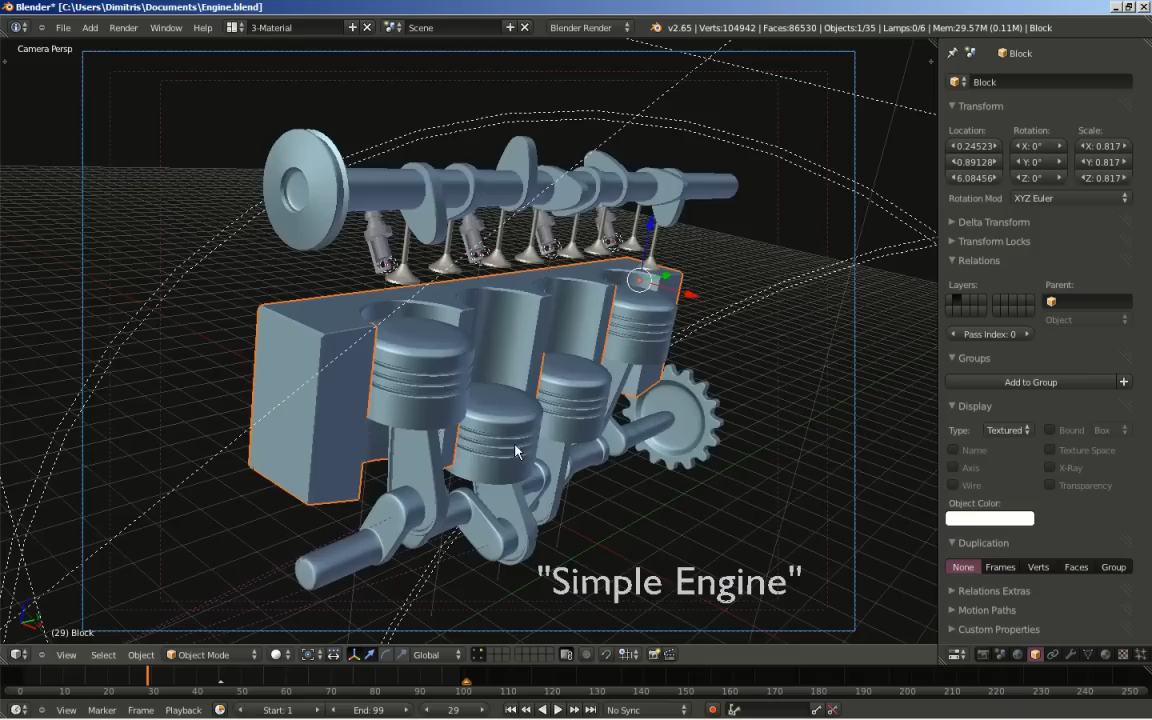 Blender* [C:\Users\Dimitris\Documents\Engine.blend]
File Add Render Window Help 3-Material Scene Blender Render v2.65 | Verts:104942 | Faces:86530 | Objects:1/35 | Lamps:0/6 | Mem:29.57M (0.11M) | Block
Camera Persp
Block
Block
Transform
Location: Rotation: Scale:
0.24523 X: 0° X: 0.817
0.89128 Y: 0° Y: 0.817
6.08456 Z: 0° Z: 0.817
Rotation Mod XYZ Euler
Delta Transform
Transform Locks
Relations
Layers: Parent:
Object
Pass Index: 0
Groups
Add to Group
Display
Type: Textured Bound Box
Name Texture Space
Axis X-Ray
Wire Transparency
Object Color:
Duplication
None Frames Verts Faces Group
Relations Extras
Motion Paths
Custom Properties
"Simple Engine"
(29) Block
View Select Object Object Mode Global
0 10 20 30 40 50 60 70 80 90 100 110 120 130 140 150 160 170 180 190 200 210 220 230 240 250
View Marker Frame Playback Start: 1 End: 99 29 No Sync